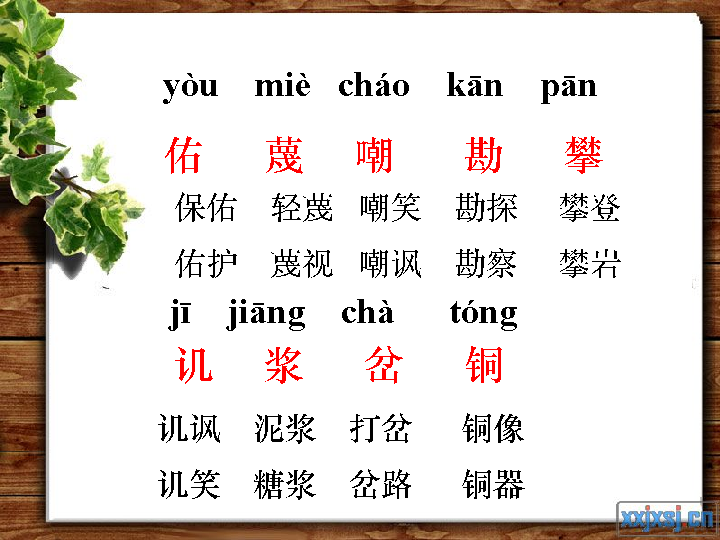 yòu miè cháo kān pān
佑 蔑 嘲 勘 攀
保佑 轻蔑 嘲笑 勘探 攀登
佑护 蔑视 嘲讽 勘察 攀岩
jī jiāng chà tóng
讥 浆 岔 铜
讥讽 泥浆 打岔 铜像
讥笑 糖浆 岔路 铜器
xxjxsj.cn